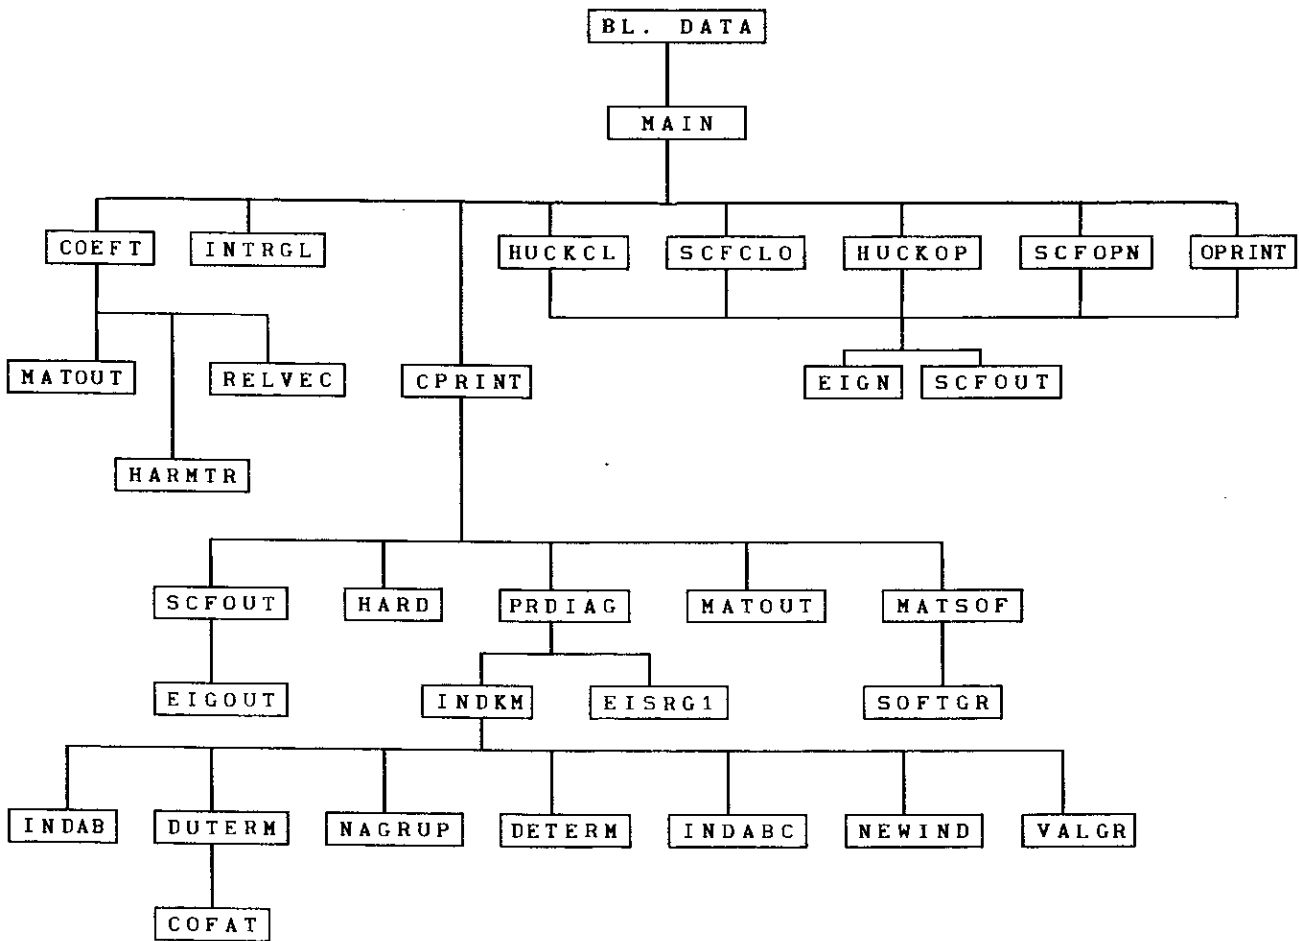 BL. DATA
MAIN
COEFT
INTRGL
HUCKCL
SCFCLO
HUCKOP
SCFOPN
OPRINT
MATOUT
RELVEC
CPRINT
EIGN
SCFOUT
HARMTR
SCFOUT
HARD
PRDIAG
MATOUT
MATSOF
EIGOUT
INDKM
EISRG1
SOFTGR
INDAB
DUTERM
NAGRUP
DETERM
INDABC
NEWIND
VALGR
COFAT